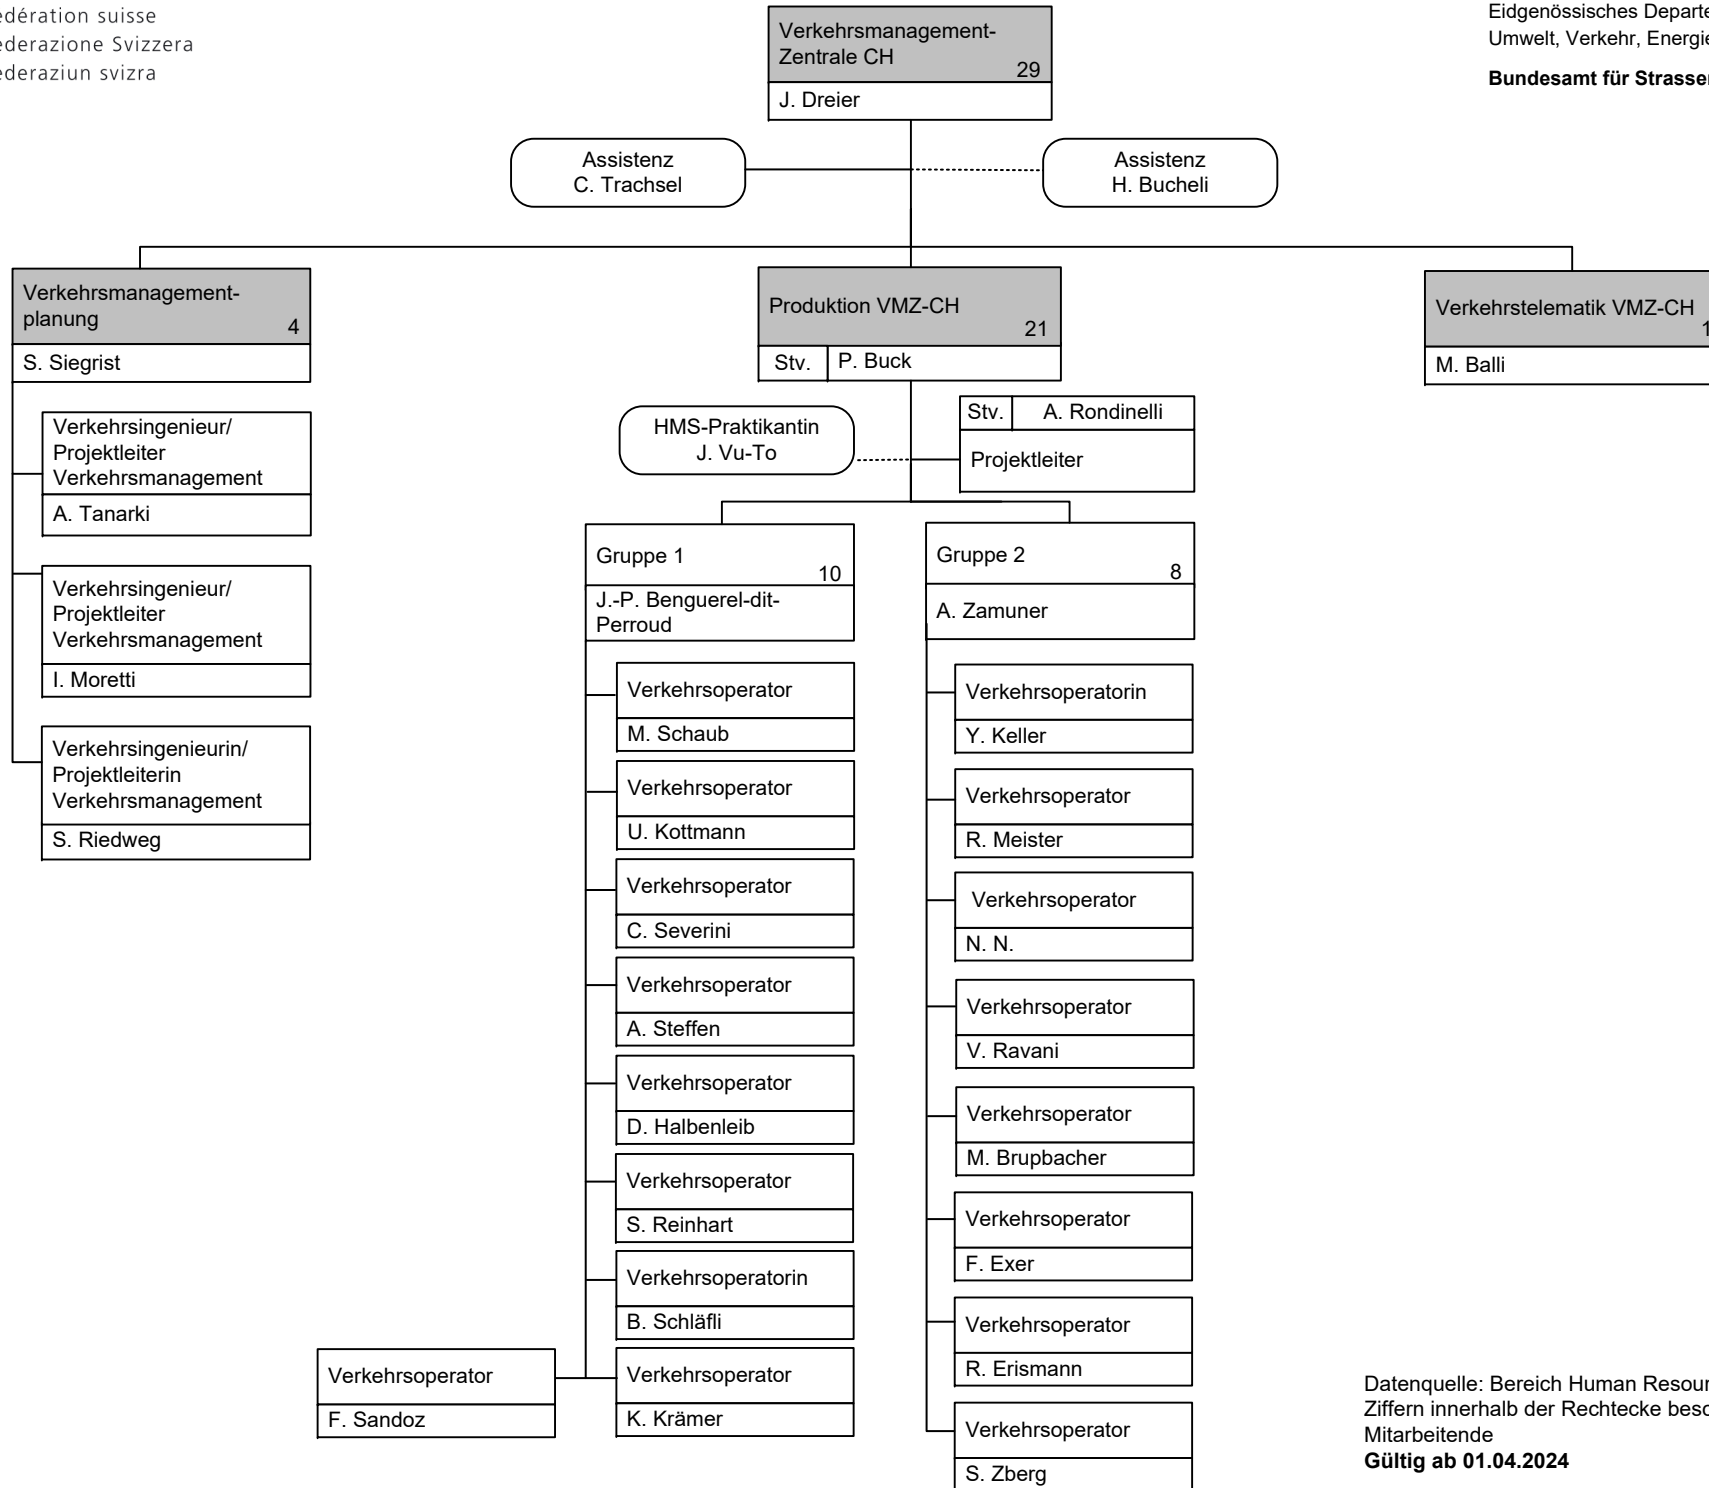 édération suisse
ederazione Svizzera
ederaziun svizra
Eidgenössisches Departe
Umwelt, Verkehr, Energie
Bundesamt für Strassen
Verkehrsmanagement-
Zentrale CH
29
J. Dreier
Assistenz
C. Trachsel
Assistenz
H. Bucheli
Verkehrsmanagement-
planung
4
S. Siegrist
Produktion VMZ-CH
21
Stv. P. Buck
Verkehrstelematik VMZ-CH
1
M. Balli
Verkehrsingenieur/
Projektleiter
Verkehrsmanagement
A. Tanarki
Verkehrsingenieur/
Projektleiter
Verkehrsmanagement
I. Moretti
Verkehrsingenieurin/
Projektleiterin
Verkehrsmanagement
S. Riedweg
HMS-Praktikantin
J. Vu-To
Stv. A. Rondinelli
Projektleiter
Gruppe 1
10
J.-P. Benguerel-dit-
Perroud
Verkehrsoperator
M. Schaub
Verkehrsoperator
U. Kottmann
Verkehrsoperator
C. Severini
Verkehrsoperator
A. Steffen
Verkehrsoperator
D. Halbenleib
Verkehrsoperator
S. Reinhart
Verkehrsoperatorin
B. Schläfli
Verkehrsoperator
K. Krämer
Verkehrsoperator
F. Sandoz
Gruppe 2
8
A. Zamuner
Verkehrsoperatorin
Y. Keller
Verkehrsoperator
R. Meister
Verkehrsoperator
N. N.
Verkehrsoperator
V. Ravani
Verkehrsoperator
M. Brupbacher
Verkehrsoperator
F. Exer
Verkehrsoperator
R. Erismann
Verkehrsoperator
S. Zberg
Datenquelle: Bereich Human Resour
Ziffern innerhalb der Rechtecke besc
Mitarbeitende
Gültig ab 01.04.2024